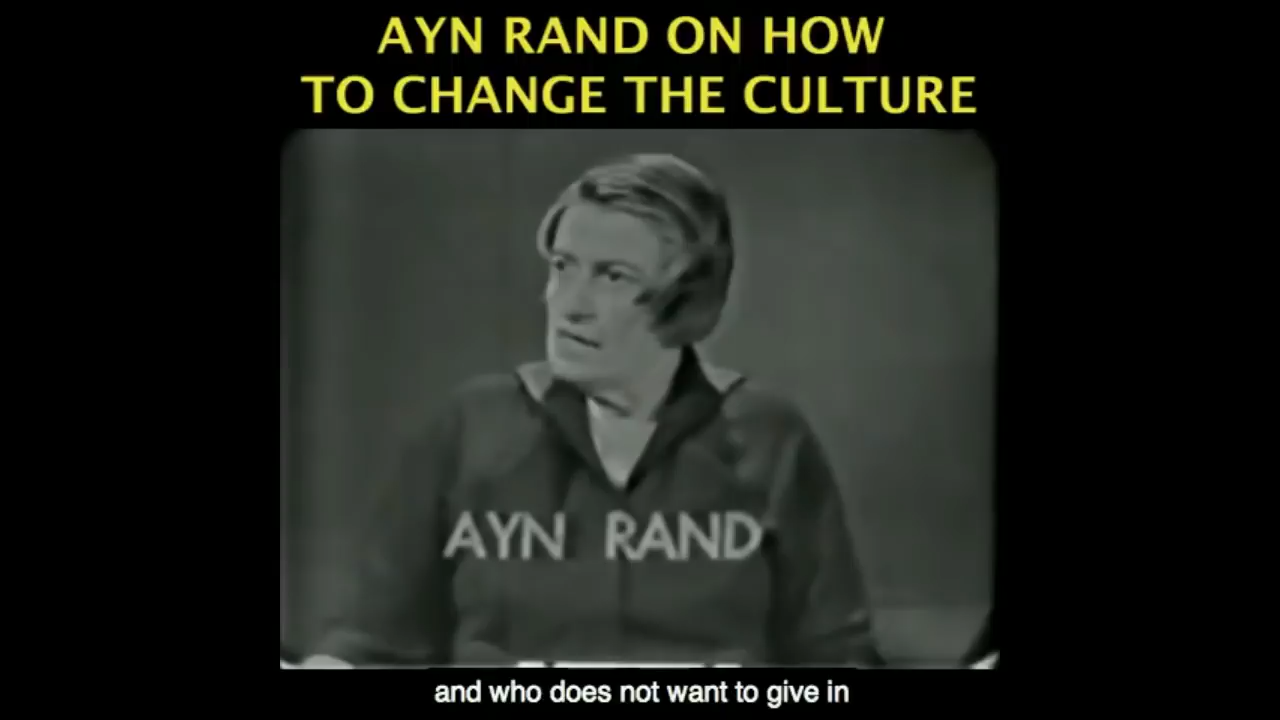 AYN RAND ON HOW
TO CHANGE THE CULTURE
AYN RAND
and who does not want to give in